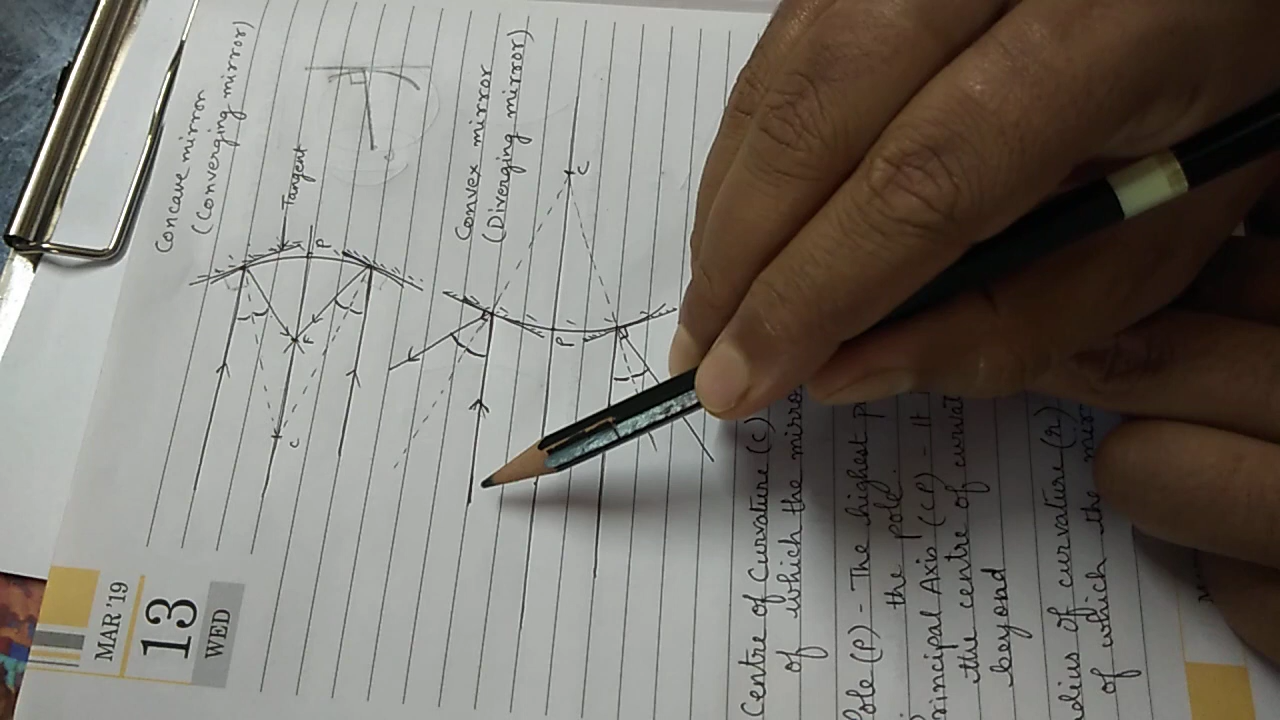 MAR '19
13
WED
Concave mirror
(Converging mirror)
Tangent
P
F
C
Convex mirror
(Diverging mirror)
C
P
Centre of Curvature (C)
of which the mirro
Pole (P) - The highest p
the pole.
rincipal Axis (CP) - It
the centre of curvat
beyond
dius of curvature (r)
of which the mir